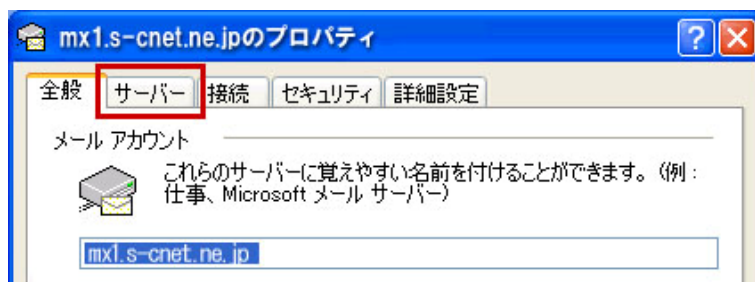 mx1.s-cnet.ne.jpのプロパティ
全般 サーバー 接続 セキュリティ 詳細設定
メール アカウント
これらのサーバーに覚えやすい名前を付けることができます。(例：
仕事、Microsoft メール サーバー)
mx1.s-cnet.ne.jp